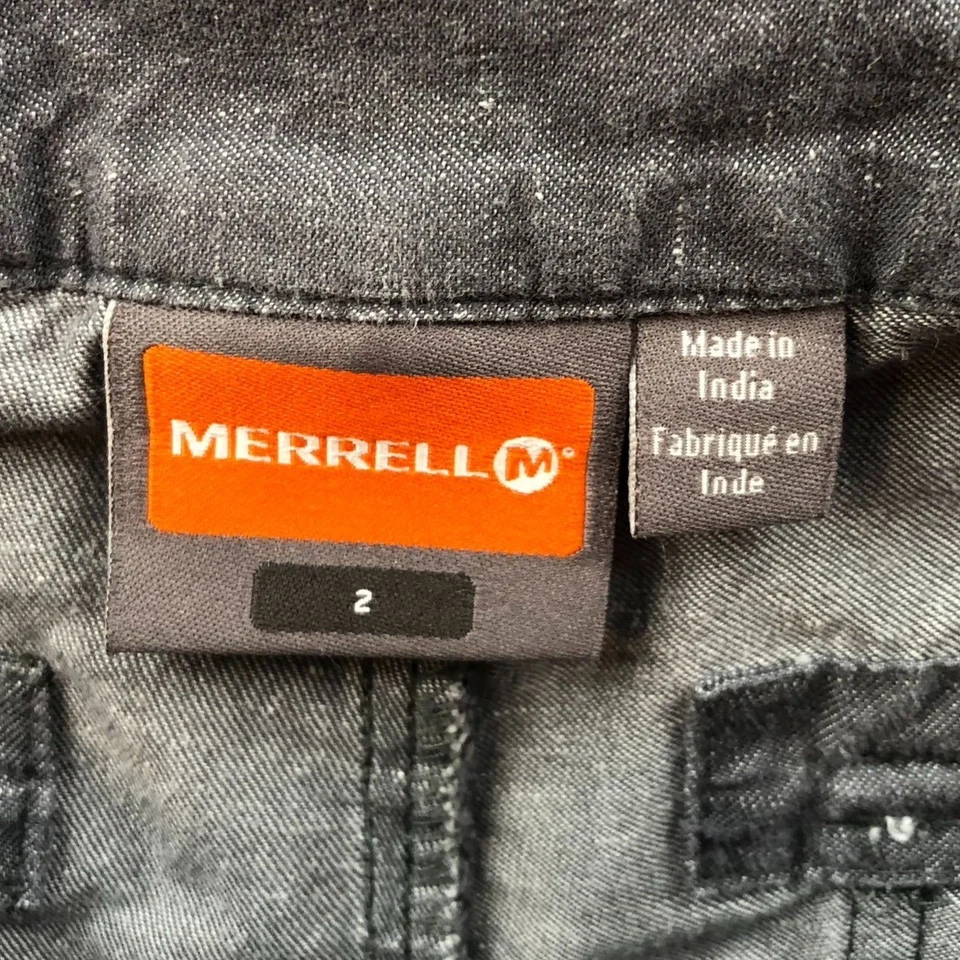 MERRELL M
2
Made in
India
Fabriqué en
Inde